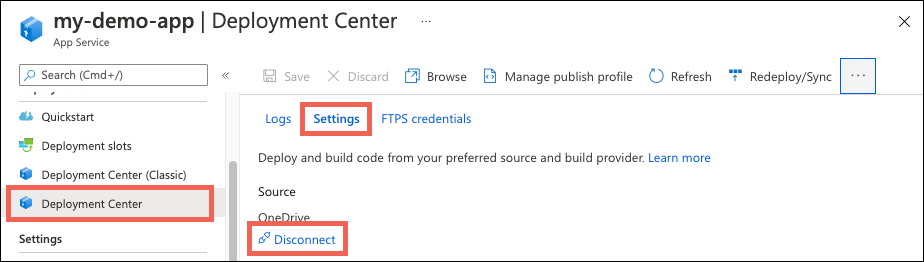 my-demo-app | Deployment Center ...
App Service
Search (Cmd+/) «
Save Discard Browse Manage publish profile Refresh Redeploy/Sync ...
Quickstart
Deployment slots
Deployment Center (Classic)
Deployment Center
Settings
Logs Settings FTPS credentials
Deploy and build code from your preferred source and build provider. Learn more
Source
OneDrive
Disconnect